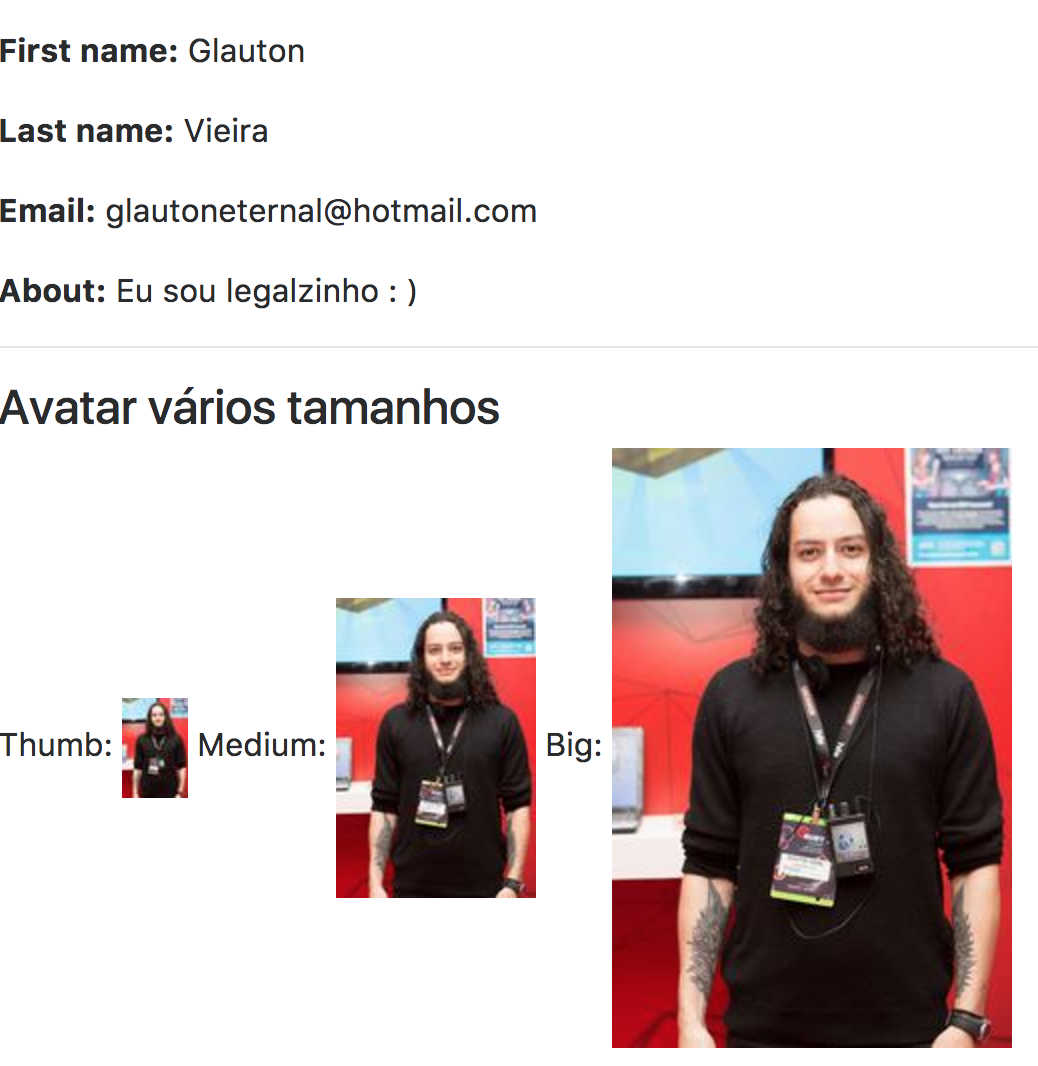 First name: Glauton
Last name: Vieira
Email: glautoneternal@hotmail.com
About: Eu sou legalzinho : )
Avatar vários tamanhos
Thumb: Medium: Big: